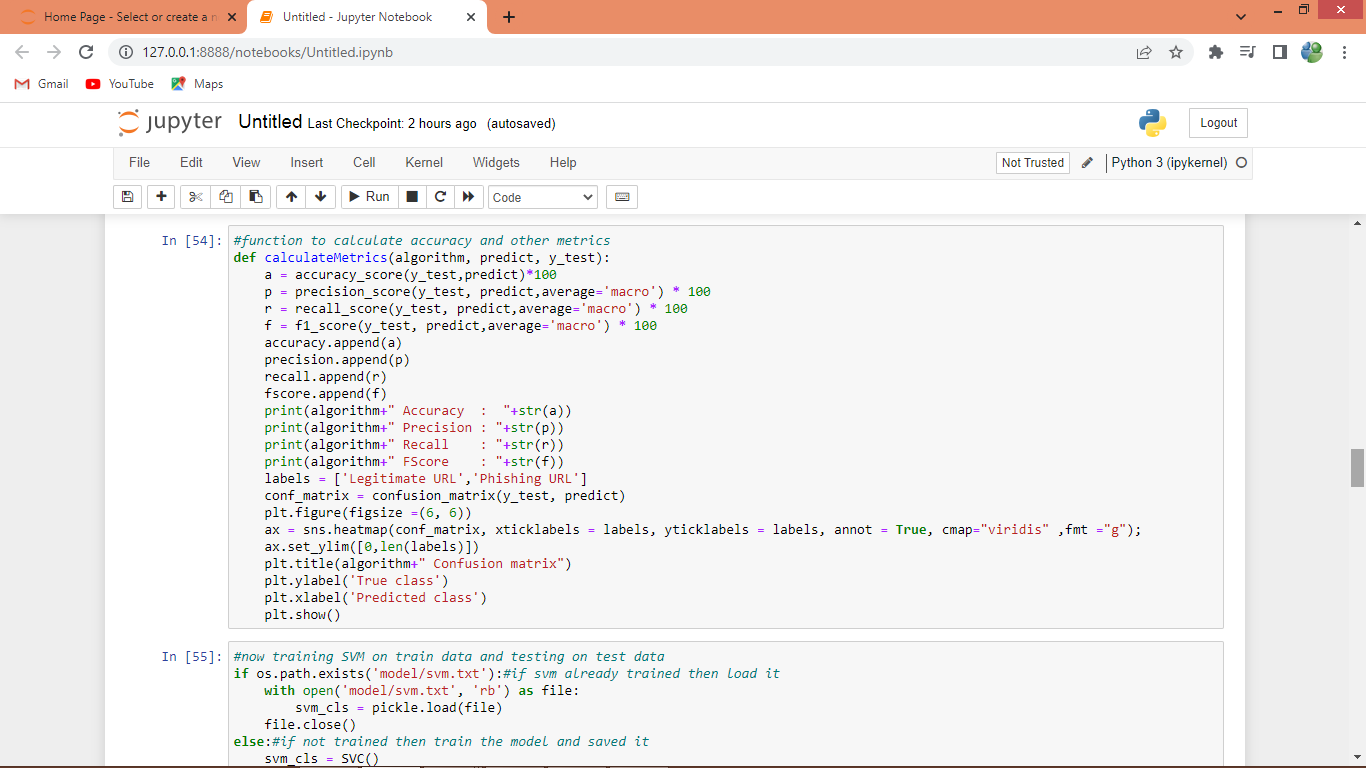 Home Page - Select or create a n
Untitled - Jupyter Notebook
127.0.0.1:8888/notebooks/Untitled.ipynb
Gmail YouTube Maps
jupyter Untitled Last Checkpoint: 2 hours ago (autosaved)
Logout
File Edit View Insert Cell Kernel Widgets Help
Not Trusted
Python 3 (ipykernel)
Run
Code
In [54]:
#function to calculate accuracy and other metrics
def calculateMetrics(algorithm, predict, y_test):
    a = accuracy_score(y_test,predict)*100
    p = precision_score(y_test, predict,average='macro') * 100
    r = recall_score(y_test, predict,average='macro') * 100
    f = f1_score(y_test, predict,average='macro') * 100
    accuracy.append(a)
    precision.append(p)
    recall.append(r)
    fscore.append(f)
    print(algorithm+" Accuracy  :  "+str(a))
    print(algorithm+" Precision : "+str(p))
    print(algorithm+" Recall    : "+str(r))
    print(algorithm+" FScore    : "+str(f))
    labels = ['Legitimate URL','Phishing URL']
    conf_matrix = confusion_matrix(y_test, predict)
    plt.figure(figsize =(6, 6))
    ax = sns.heatmap(conf_matrix, xticklabels = labels, yticklabels = labels, annot = True, cmap="viridis" ,fmt ="g");
    ax.set_ylim([0,len(labels)])
    plt.title(algorithm+" Confusion matrix")
    plt.ylabel('True class')
    plt.xlabel('Predicted class')
    plt.show()
In [55]:
#now training SVM on train data and testing on test data
if os.path.exists('model/svm.txt'):#if svm already trained then load it
    with open('model/svm.txt', 'rb') as file:
        svm_cls = pickle.load(file)
    file.close()
else:#if not trained then train the model and saved it
    svm_cls = SVC()